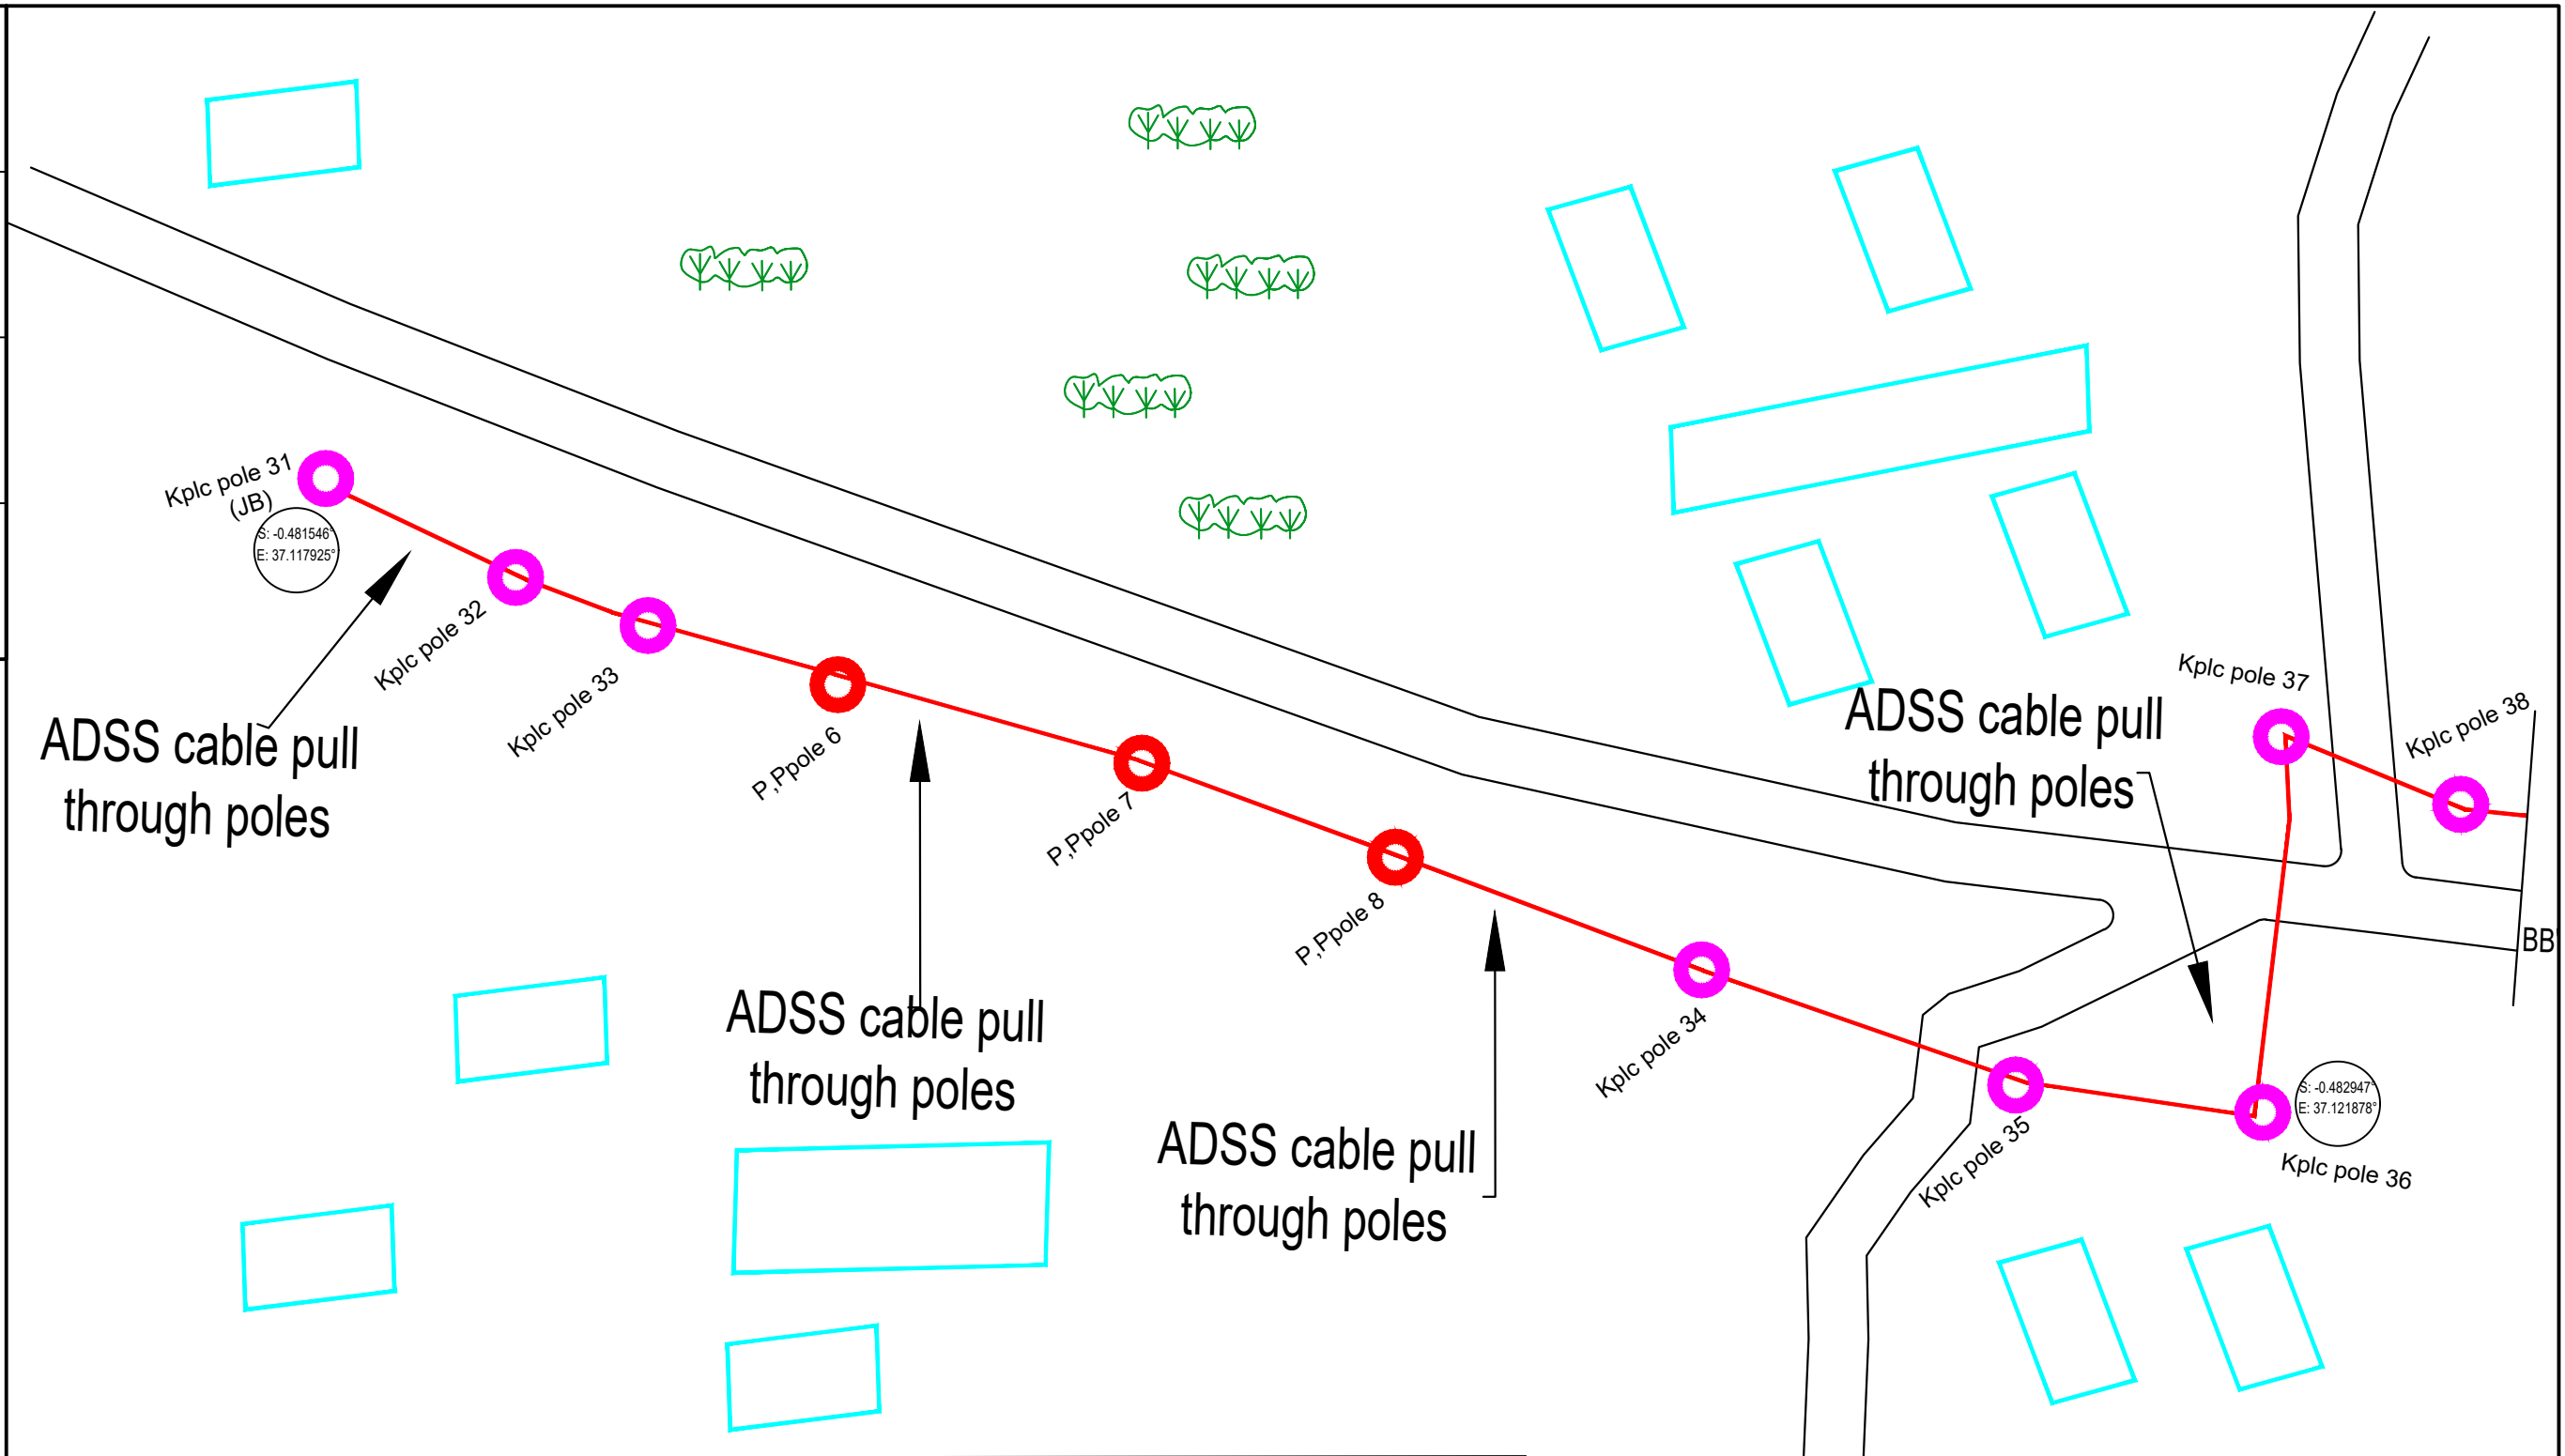 Kplc pole 31
(JB)
S: -0.481546°
E: 37.117925°
Kplc pole 32
Kplc pole 33
ADSS cable pull
through poles
P,Ppole 6
P,Ppole 7
P,Ppole 8
ADSS cable pull
through poles
ADSS cable pull
through poles
Kplc pole 34
Kplc pole 35
ADSS cable pull
through poles
Kplc pole 37
Kplc pole 38
BB
S: -0.482947°
E: 37.121878°
Kplc pole 36